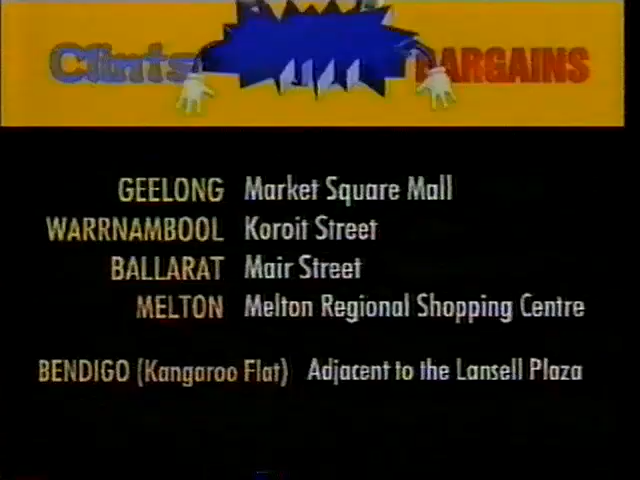 Clints BARGAINS
GEELONG Market Square Mall
WARRNAMBOOL Koroit Street
BALLARAT Mair Street
MELTON Melton Regional Shopping Centre
BENDIGO (Kangaroo Flat) Adjacent to the Lansell Plaza